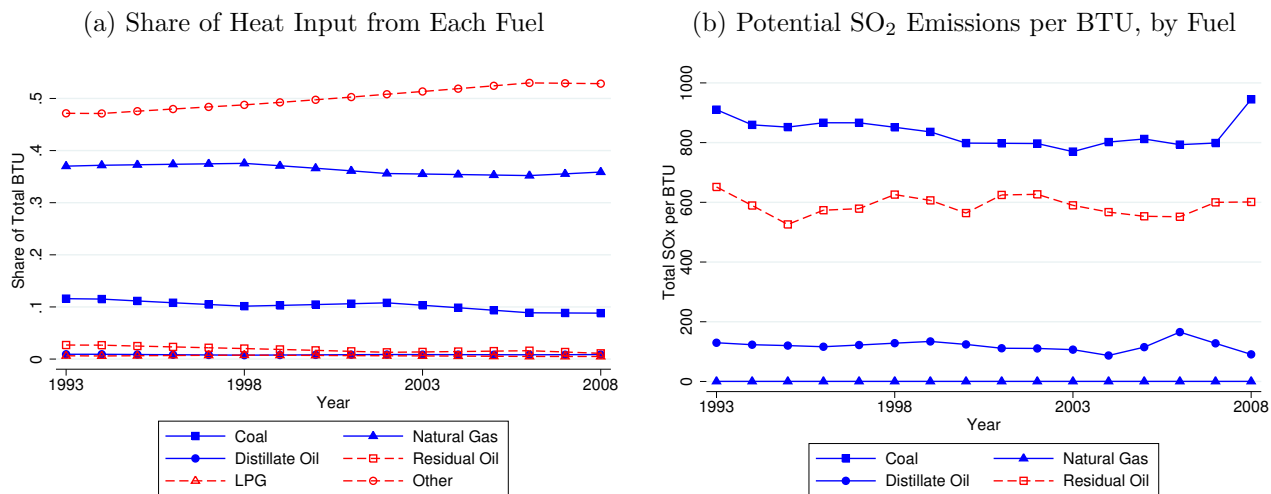 (a) Share of Heat Input from Each Fuel
Share of Total BTU
.5
.4
.3
.2
.1
0
1993 1998 2003 2008
Year
Coal Natural Gas
Distillate Oil Residual Oil
LPG Other
(b) Potential SO₂ Emissions per BTU, by Fuel
Total SOx per BTU
1000
800
600
400
200
0
1993 1998 2003 2008
Year
Coal Natural Gas
Distillate Oil Residual Oil